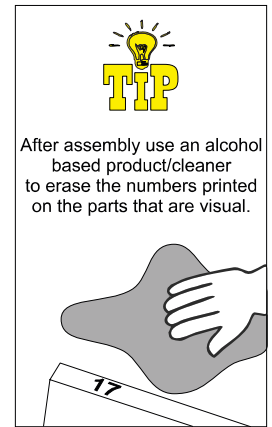 TiP
After assembly use an alcohol
based product/cleaner
to erase the numbers printed
on the parts that are visual.
17